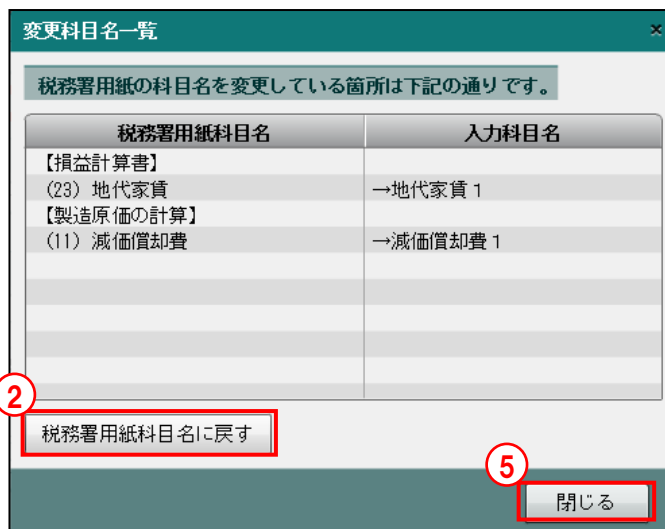 変更科目名一覧 ×
税務署用紙の科目名を変更している箇所は下記の通りです。
税務署用紙科目名 入力科目名
【損益計算書】
(23) 地代家賃 →地代家賃1
【製造原価の計算】
(11) 減価償却費 →減価償却費1
2
税務署用紙科目名に戻す
5
閉じる